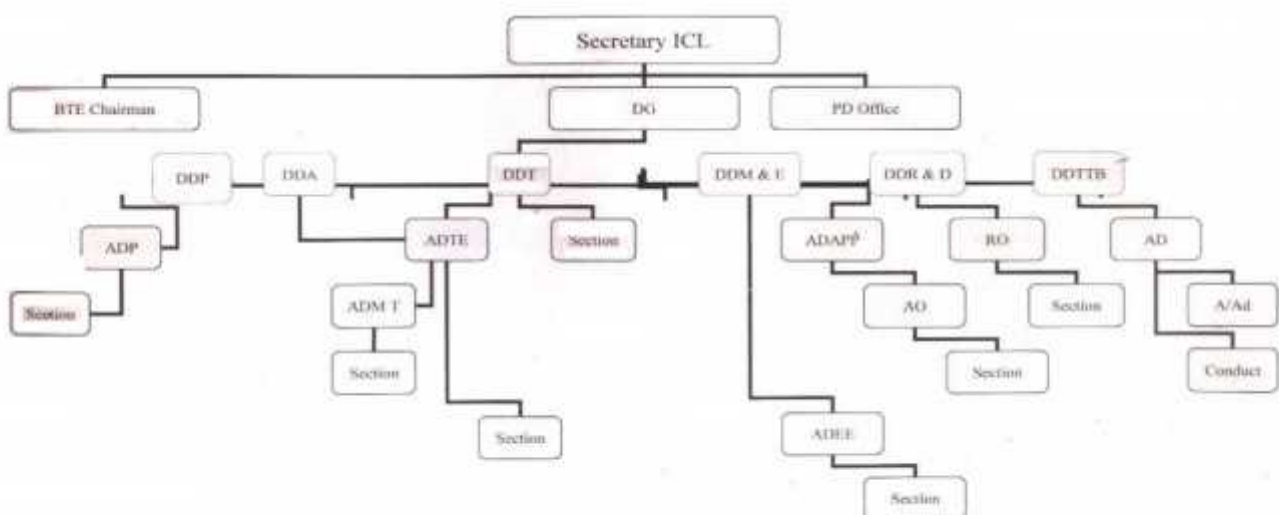 Secretary ICL
BTE Chairman
DG
PD Office
DDP
DDA
DDT
DDM & E
DDR & D
DDTTB
ADP
ADTE
Section
ADAPP
RO
AD
Section
ADM T
AO
Section
A/Ad
Section
Section
Conduct
Section
ADEE
Section